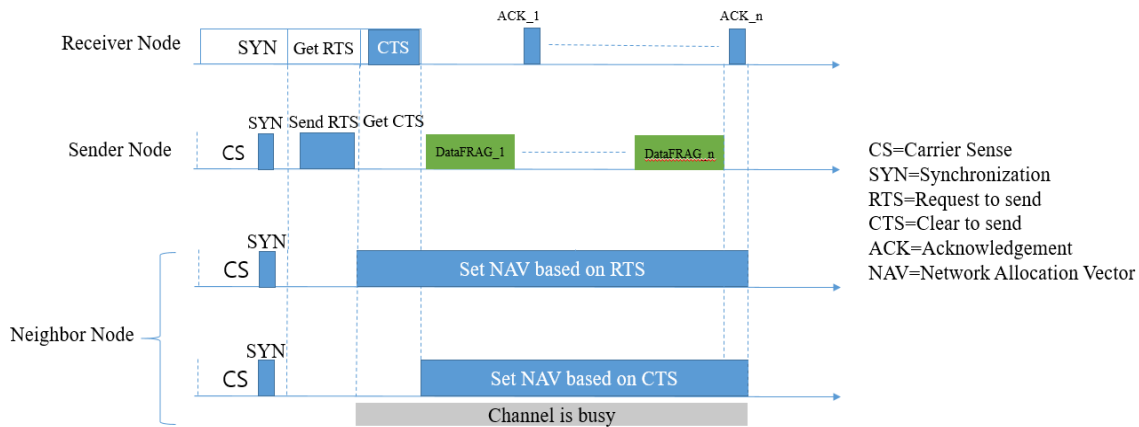 ACK_1
ACK_n
Receiver Node
SYN
Get RTS
CTS
SYN
Send RTS
Get CTS
Sender Node
CS
DataFRAG_1
DataFRAG_n
CS=Carrier Sense
SYN=Synchronization
RTS=Request to send
CTS=Clear to send
ACK=Acknowledgement
NAV=Network Allocation Vector
SYN
CS
Set NAV based on RTS
Neighbor Node
SYN
CS
Set NAV based on CTS
Channel is busy